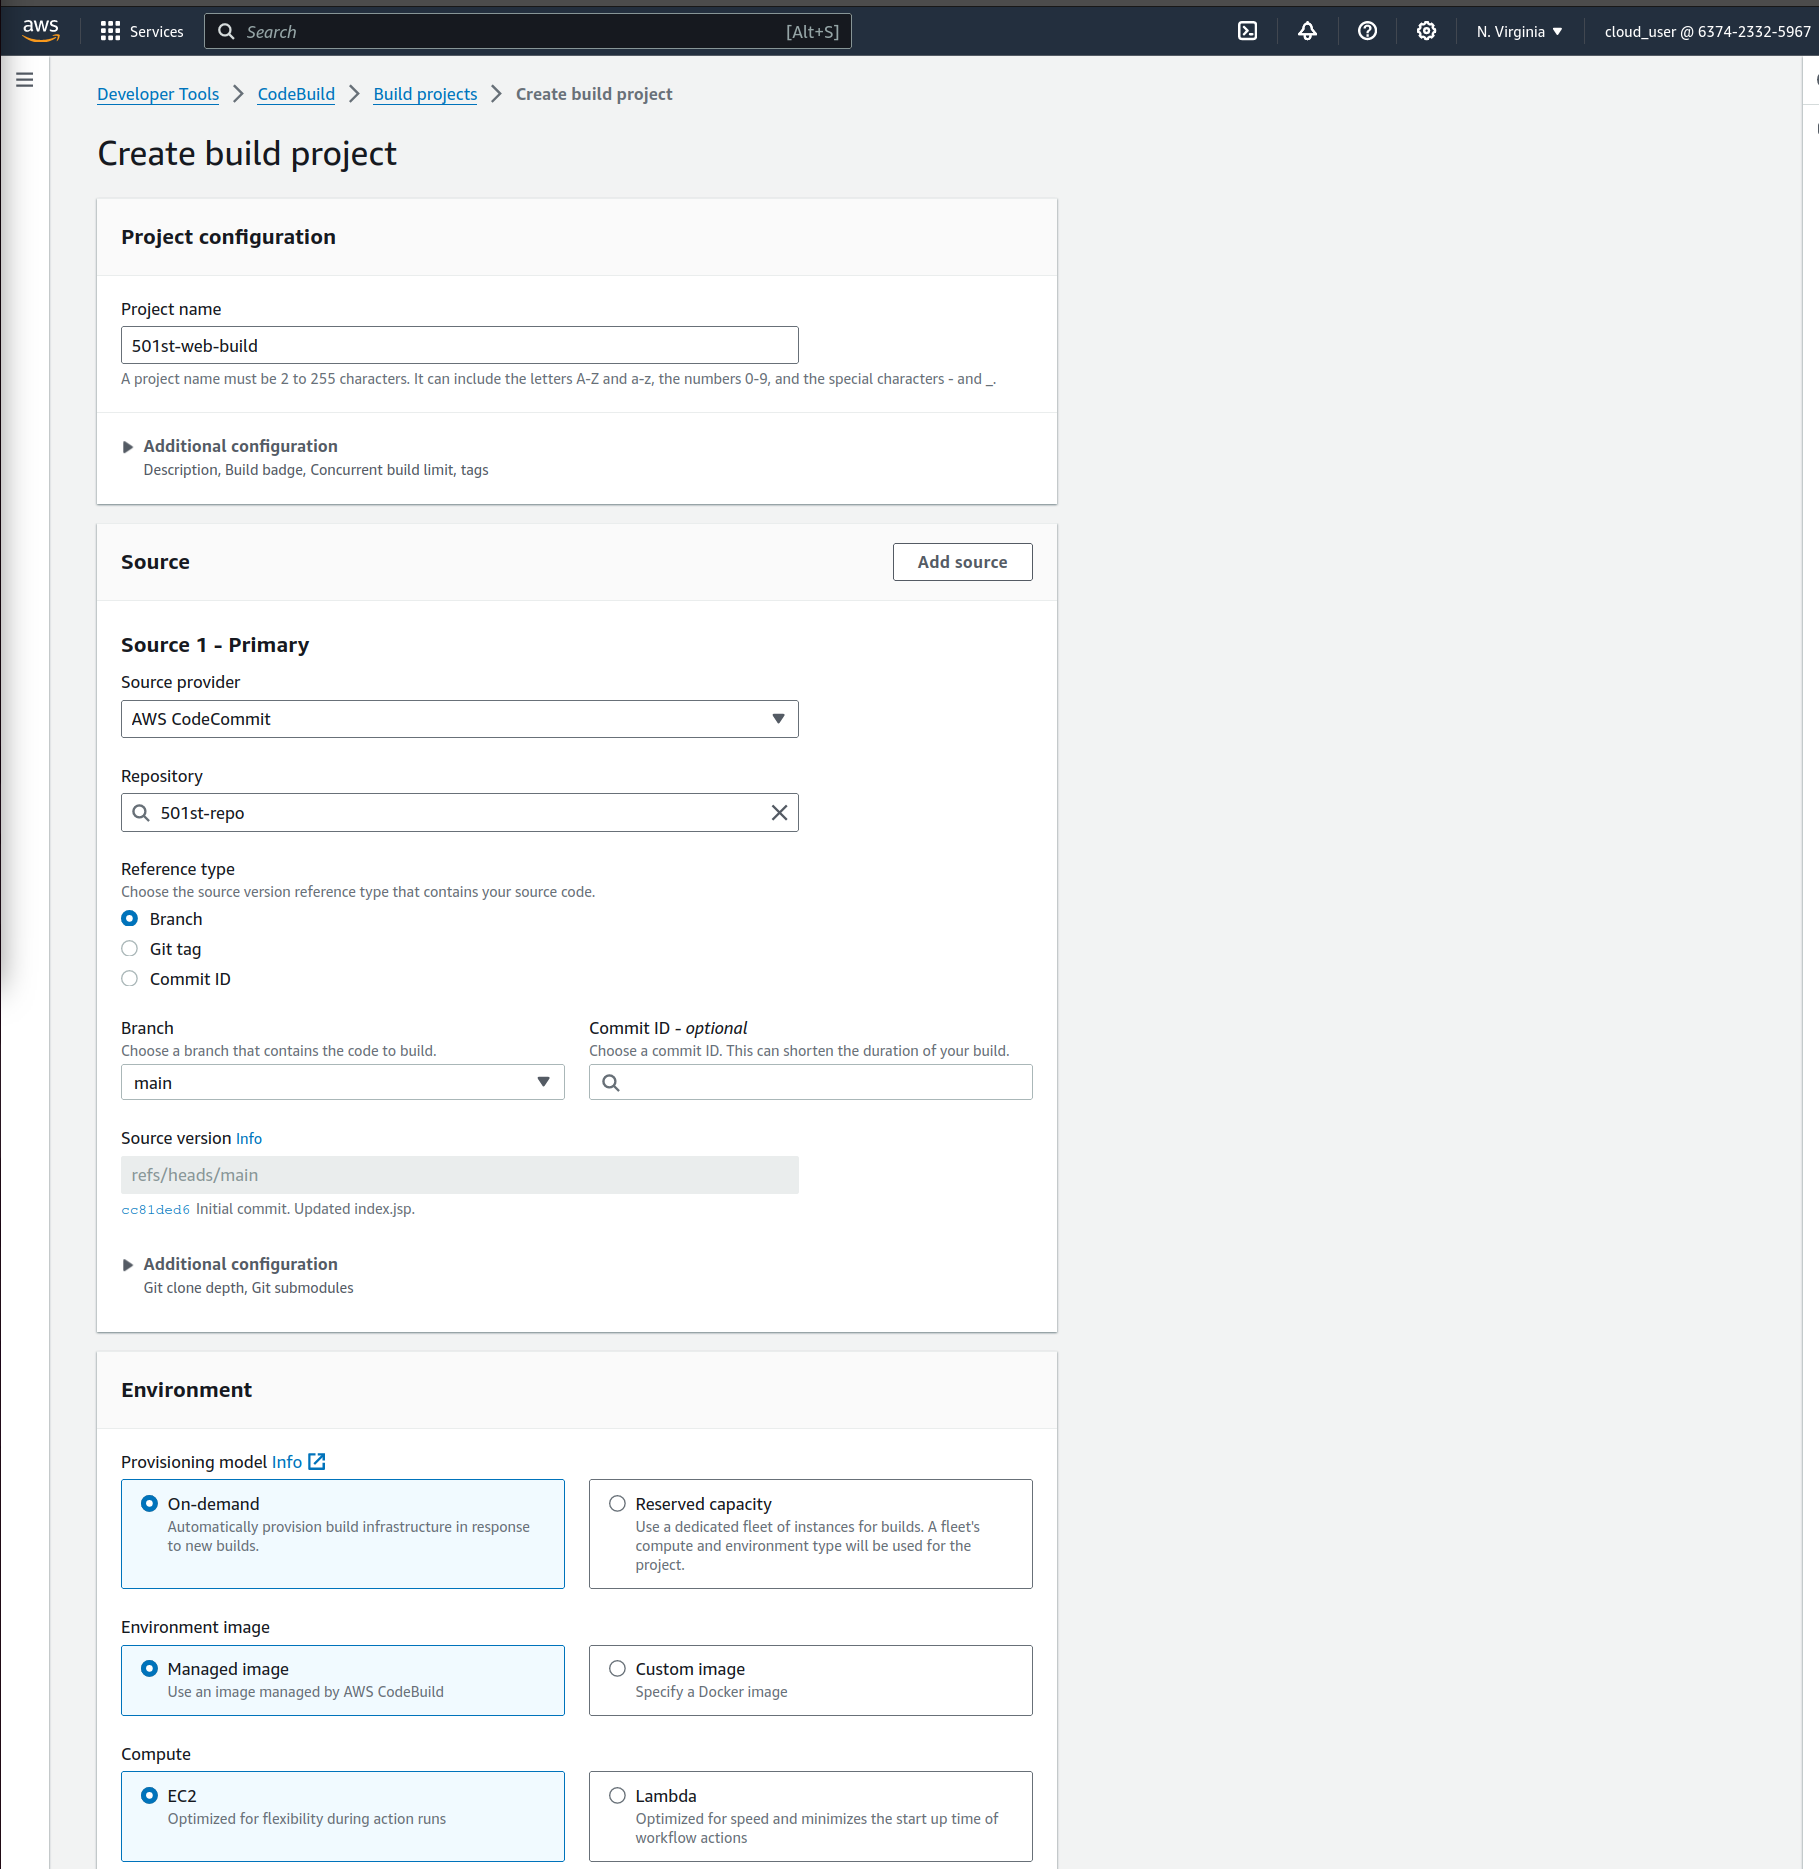 aws
Services
Search
[Alt+S]
N. Virginia
cloud_user @ 6374-2332-5967
Developer Tools
CodeBuild
Build projects
Create build project
Create build project
Project configuration
Project name
501st-web-build
A project name must be 2 to 255 characters. It can include the letters A-Z and a-z, the numbers 0-9, and the special characters - and _.
Additional configuration
Description, Build badge, Concurrent build limit, tags
Source
Add source
Source 1 - Primary
Source provider
AWS CodeCommit
Repository
501st-repo
Reference type
Choose the source version reference type that contains your source code.
Branch
Git tag
Commit ID
Branch
Choose a branch that contains the code to build.
main
Commit ID - optional
Choose a commit ID. This can shorten the duration of your build.
Source version Info
refs/heads/main
cc81ded6 Initial commit. Updated index.jsp.
Additional configuration
Git clone depth, Git submodules
Environment
Provisioning model Info
On-demand
Automatically provision build infrastructure in response
to new builds.
Reserved capacity
Use a dedicated fleet of instances for builds. A fleet's
compute and environment type will be used for the
project.
Environment image
Managed image
Use an image managed by AWS CodeBuild
Custom image
Specify a Docker image
Compute
EC2
Optimized for flexibility during action runs
Lambda
Optimized for speed and minimizes the start up time of
workflow actions